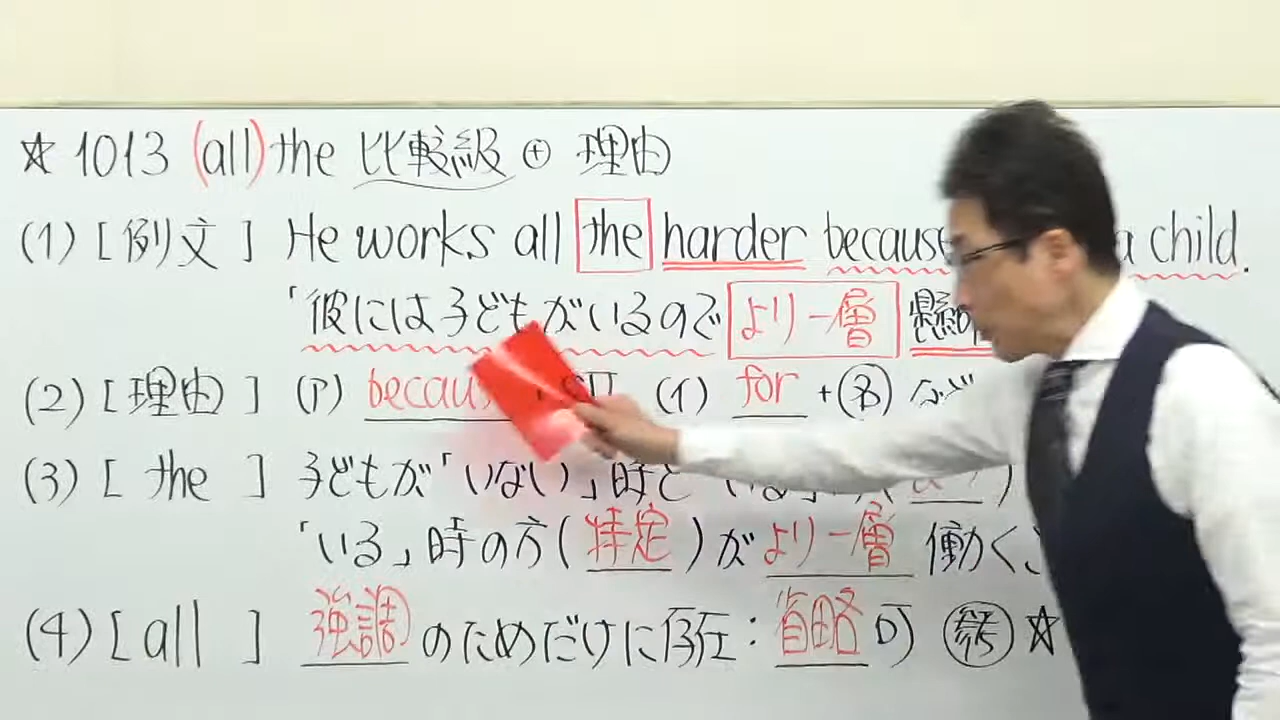 ☆ 1013 (all) the 比較級 ⊕ 理由
(1) [例文] He works all the harder because a child.
「彼には子どもがいるので より一層
(2) [理由] (ア) (イ) for + 名 など
(3) [ the ] 子どもが「いない」時と
「いる」時の方(特定)がより一層 働く
(4) [ all ] 強調のためだけに存在:省略可 参考 ☆